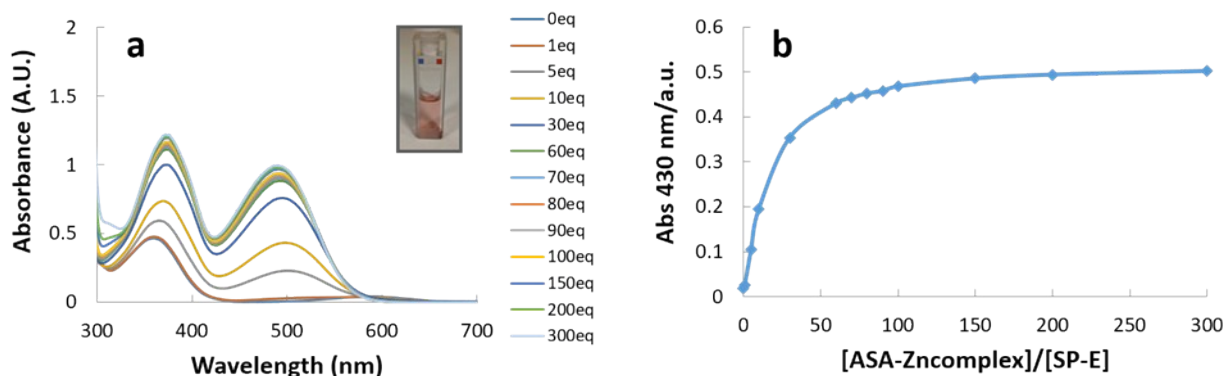 a
2
1.5
1
0.5
0
Absorbance (A.U.)
300 400 500 600 700
Wavelength (nm)
0eq
1eq
5eq
10eq
30eq
60eq
70eq
80eq
90eq
100eq
150eq
200eq
300eq
b
0.6
0.5
0.4
0.3
0.2
0.1
0
Abs 430 nm/a.u.
0 50 100 150 200 250 300
[ASA-Zncomplex]/[SP-E]